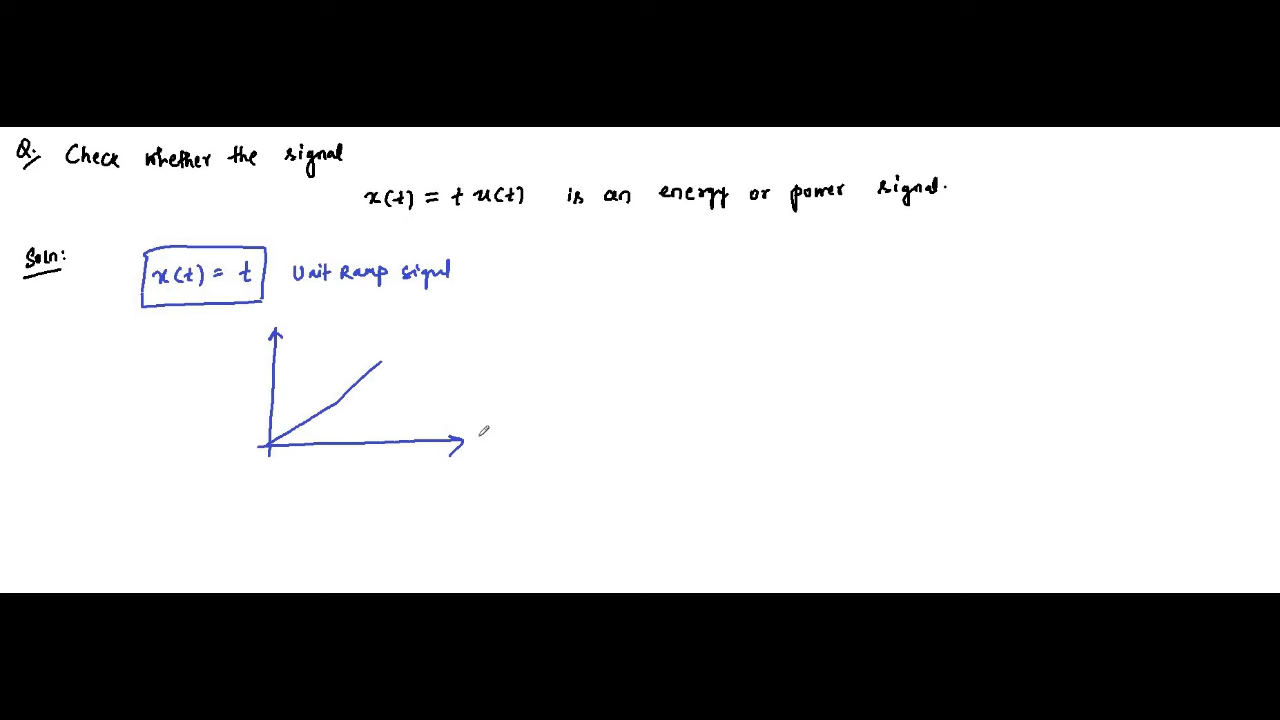 Q. Check whether the signal
x(t) = t u(t) is an energy or power signal.
Soln:
x(t) = t Unit Ramp signal